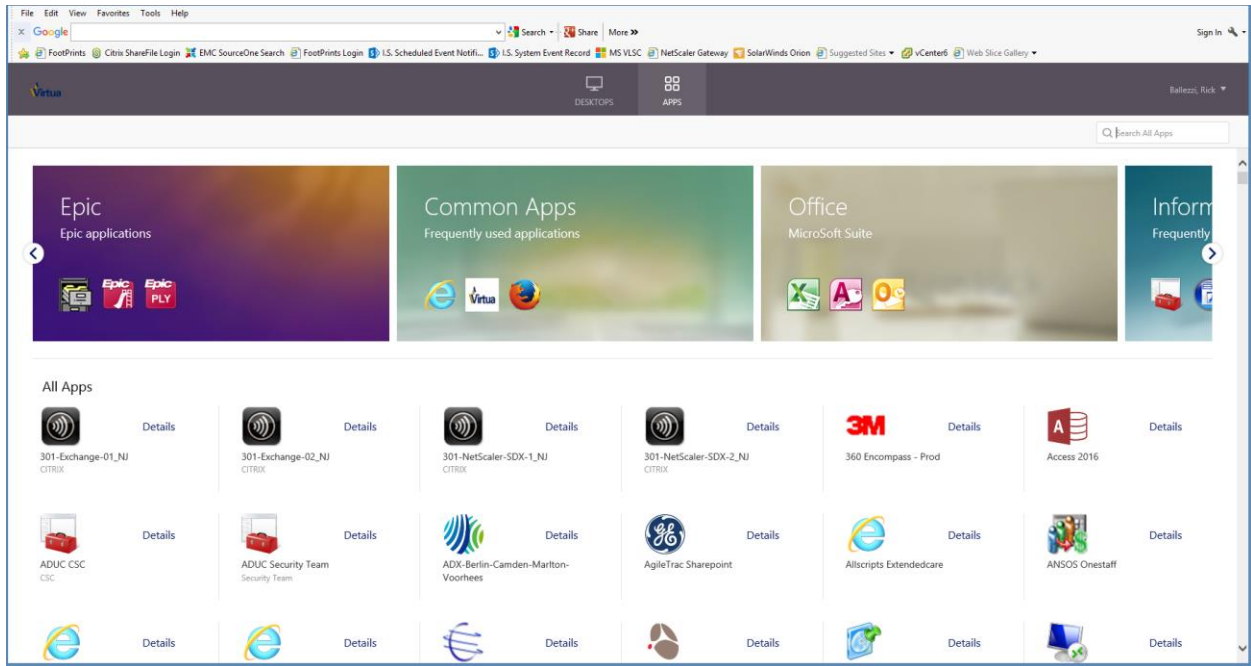 File Edit View Favorites Tools Help
x Google Search Share More » Sign In
FootPrints Citrix ShareFile Login EMC SourceOne Search FootPrints Login I.S. Scheduled Event Notifi... I.S. System Event Record MS VLSC NetScaler Gateway SolarWinds Orion Suggested Sites vCenter6 Web Slice Gallery
Virtua DESKTOPS APPS Ballezzi, Rick
Search All Apps
Epic Common Apps Office Inform
Epic applications Frequently used applications MicroSoft Suite Frequently
Epic Epic PLY Virtua
All Apps
Details Details Details Details 3M Details Details
301-Exchange-01_NJ 301-Exchange-02_NJ 301-NetScaler-SDX-1_NJ 301-NetScaler-SDX-2_NJ 360 Encompass - Prod Access 2016
CITRIX CITRIX CITRIX CITRIX
Details Details Details Details Details Details
ADUC CSC ADUC Security Team ADX-Berlin-Camden-Marlton-Voorhees AgileTrac Sharepoint Allscripts Extendedcare ANSOS Onestaff
CSC Security Team
Details Details Details Details Details Details